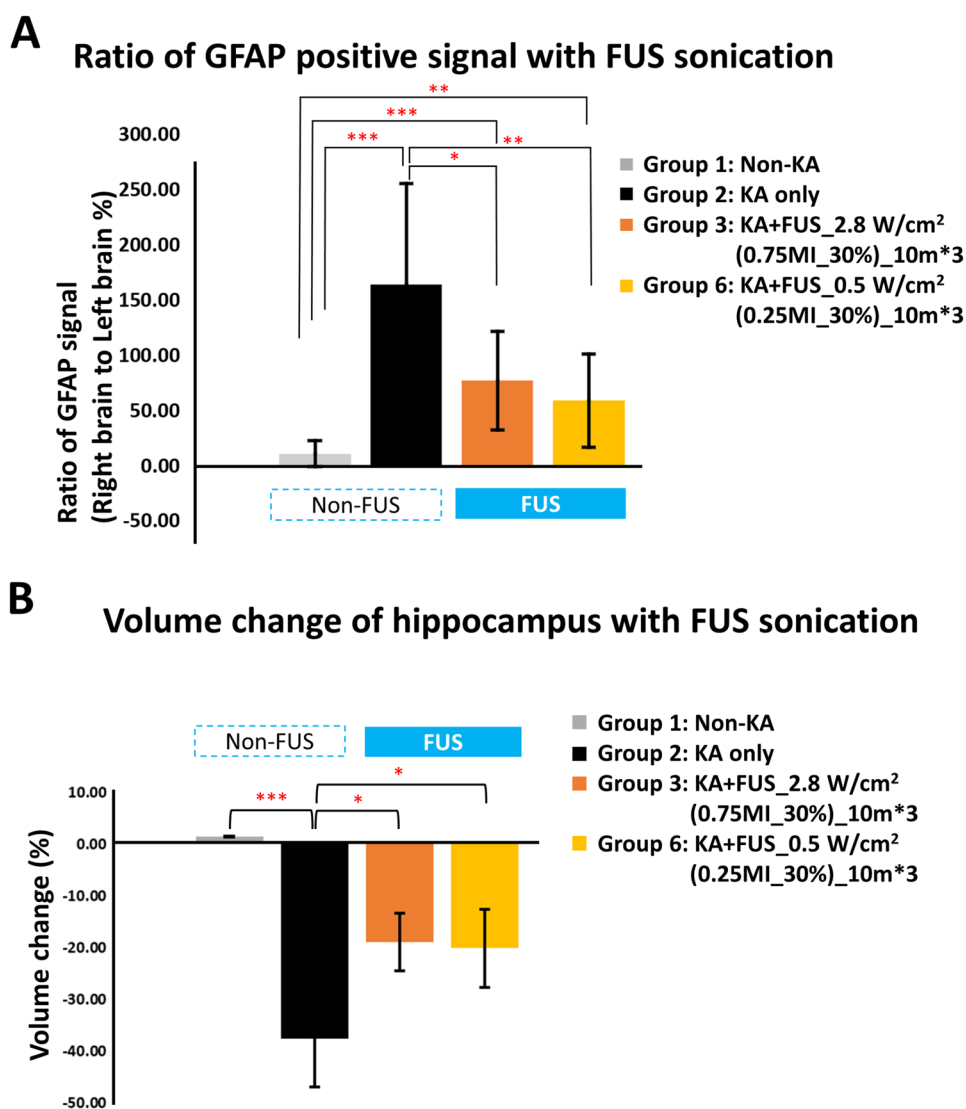 A
Ratio of GFAP positive signal with FUS sonication
**
***
***
**
*
300.00
250.00
200.00
150.00
100.00
50.00
0.00
-50.00
Ratio of GFAP signal
(Right brain to Left brain %)
Group 1: Non-KA
Group 2: KA only
Group 3: KA+FUS_2.8 W/cm²
(0.75MI_30%)_10m*3
Group 6: KA+FUS_0.5 W/cm²
(0.25MI_30%)_10m*3
Non-FUS
FUS
B
Volume change of hippocampus with FUS sonication
Non-FUS
FUS
*
***
*
10.00
0.00
-10.00
-20.00
-30.00
-40.00
-50.00
Volume change (%)
Group 1: Non-KA
Group 2: KA only
Group 3: KA+FUS_2.8 W/cm²
(0.75MI_30%)_10m*3
Group 6: KA+FUS_0.5 W/cm²
(0.25MI_30%)_10m*3